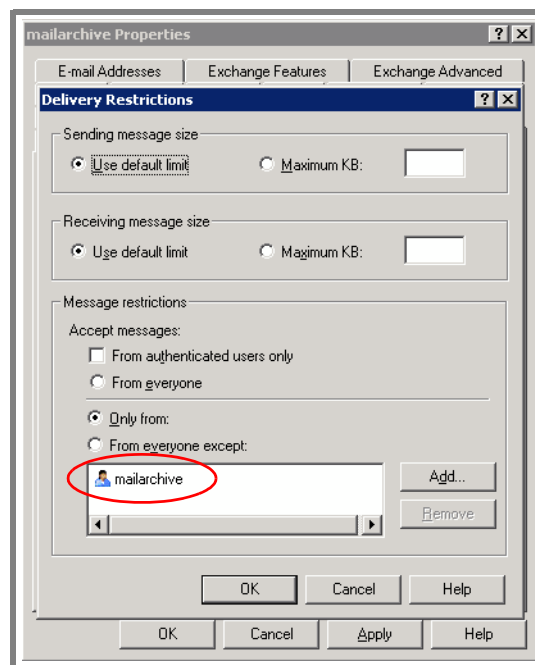 mailarchive Properties
E-mail Addresses Exchange Features Exchange Advanced
Delivery Restrictions
Sending message size
Use default limit Maximum KB:
Receiving message size
Use default limit Maximum KB:
Message restrictions
Accept messages:
From authenticated users only
From everyone
Only from:
From everyone except:
mailarchive
Add...
Remove
OK Cancel Help
OK Cancel Apply Help